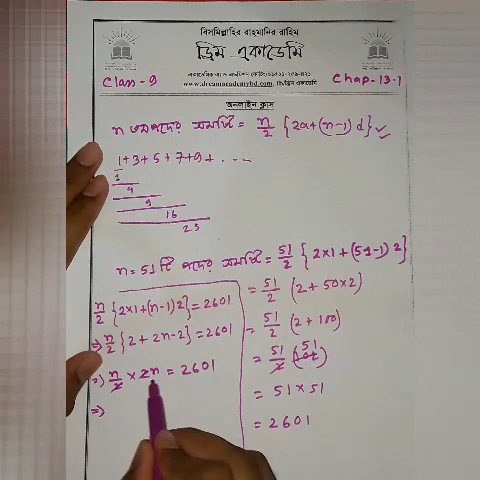 বিসমিল্লাহির রাহমানির রাহিম
ড্রিম একাডেমি
www.dreamacademybd.com
Class - 9
Chap-13.1
অনলাইন ক্লাস
n তমপদের সমষ্টি = n/2 {2a+(n-1) d} ✓
1+3+5+7+9+ . - - -
1
4
9
16
25
n = 51 টি পদের সমষ্টি = 51/2 {2×1+(51-1) 2}
= 51/2 (2+50×2)
= 51/2 (2+100)
= 51/2 (102) 51
= 51×51
= 2601
n/2 {2×1+(n-1)2}=2601
⇒ n/2 {2+2n-2}=2601
⇒ n/2 × 2n = 2601
⇒